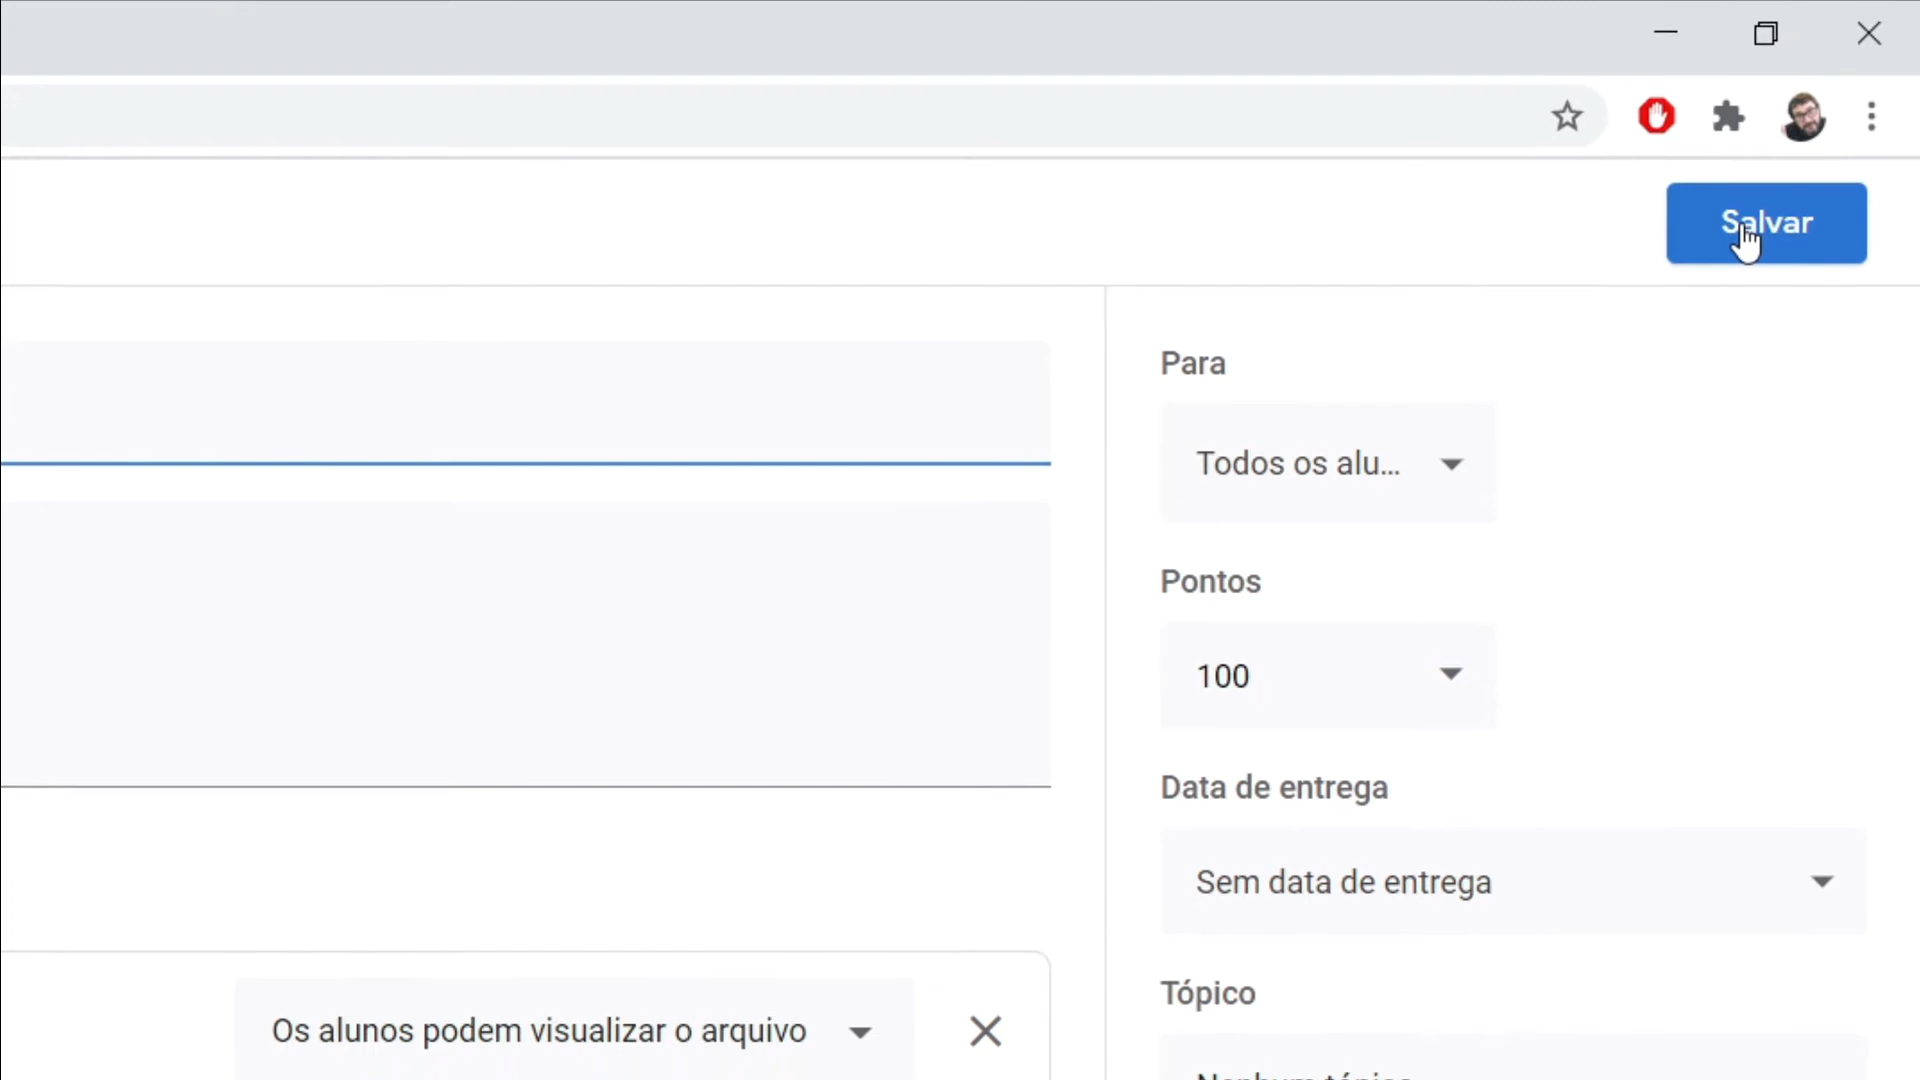 Salvar
Para
Todos os alu...
Pontos
100
Data de entrega
Sem data de entrega
Tópico
Os alunos podem visualizar o arquivo
Nenhum tópico